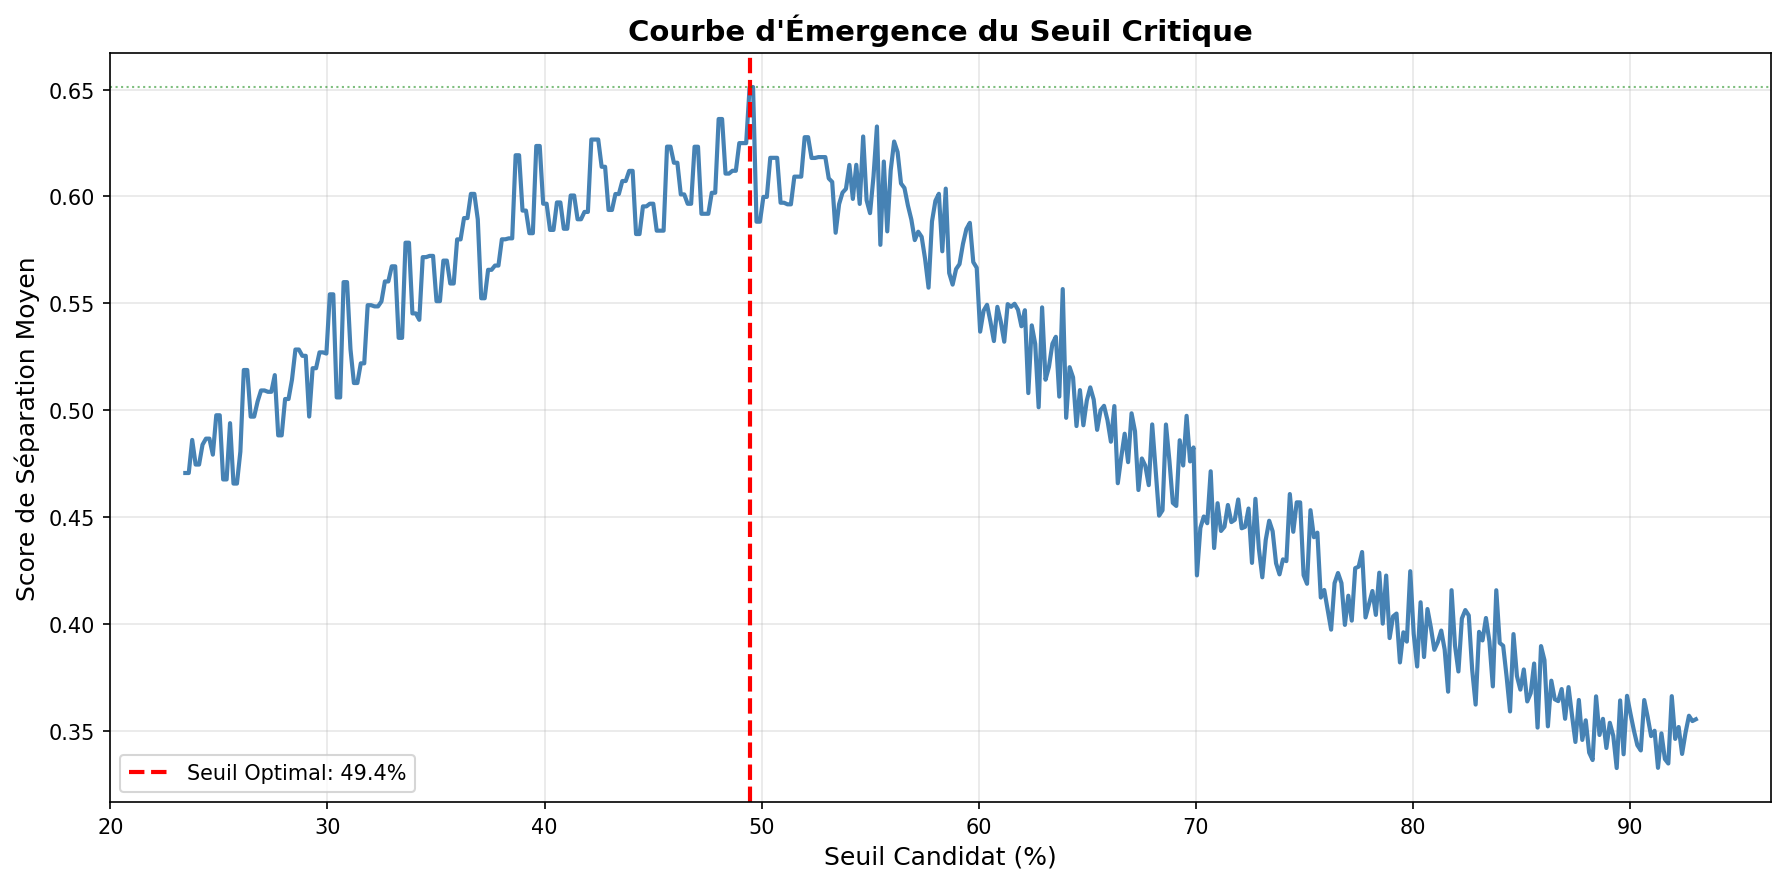 Courbe d'Émergence du Seuil Critique
Score de Séparation Moyen
0.65
0.60
0.55
0.50
0.45
0.40
0.35
Seuil Optimal: 49.4%
20 30 40 50 60 70 80 90
Seuil Candidat (%)